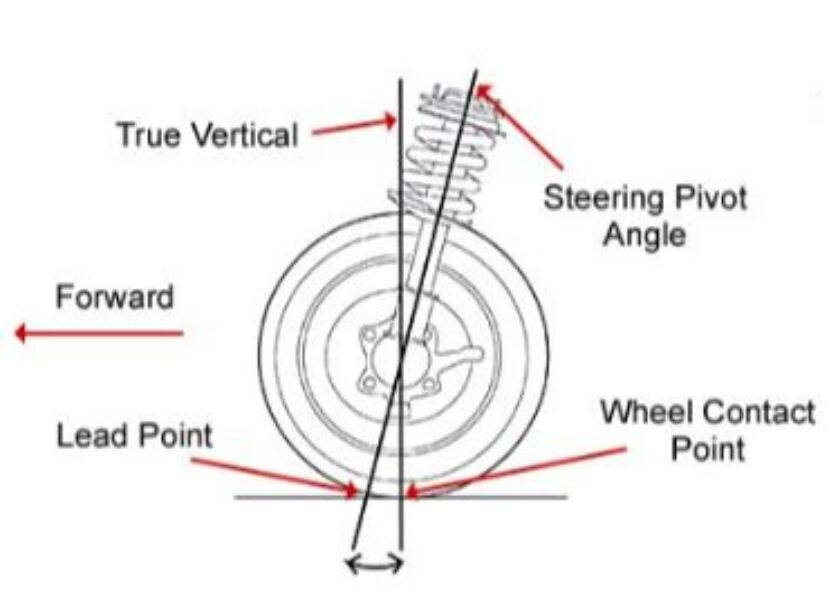 True Vertical
Steering Pivot
Angle
Forward
Lead Point
Wheel Contact
Point